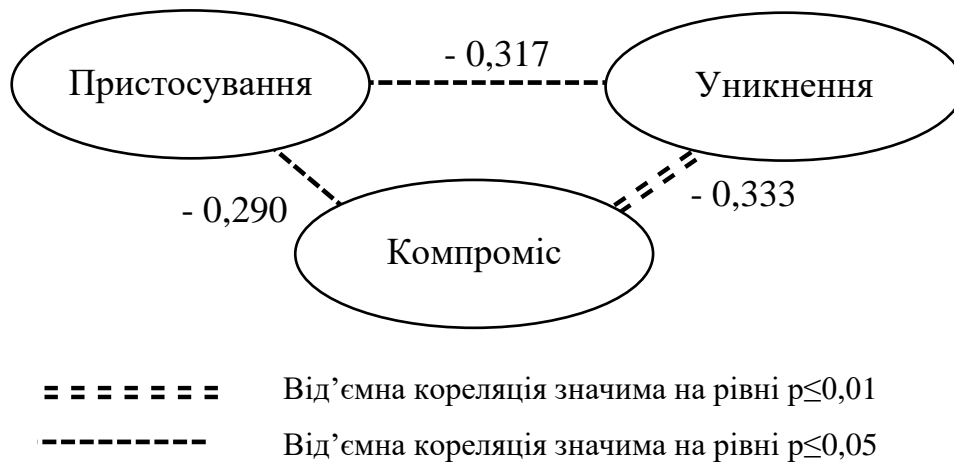 - 0,317
Пристосування
Уникнення
- 0,290
- 0,333
Компроміс
Від’ємна кореляція значима на рівні p≤0,01
Від’ємна кореляція значима на рівні p≤0,05